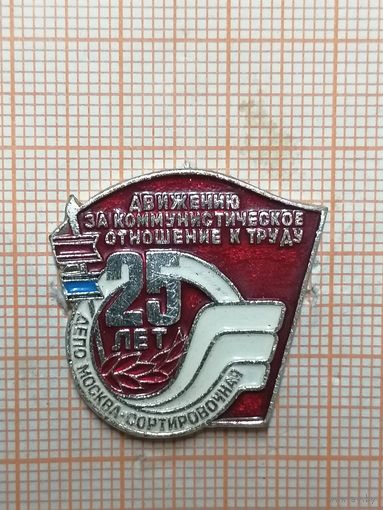 ДВИЖЕНИЮ
ЗА КОММУНИСТИЧЕСКОЕ
ОТНОШЕНИЕ К ТРУДУ
25
ЛЕТ
ДЕПО МОСКВА-СОРТИРОВОЧНАЯ